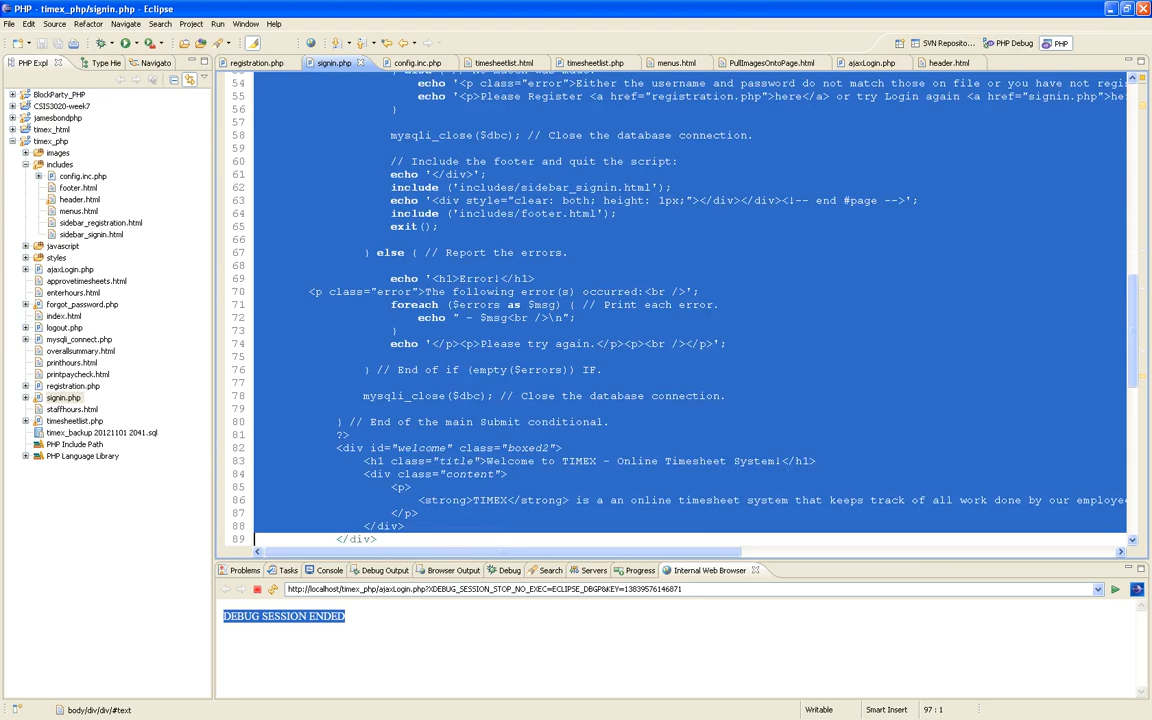 PHP - timex_php/signin.php - Eclipse
File Edit Source Refactor Navigate Search Project Run Window Help
SVN Reposito... PHP Debug PHP
PHP Expl Type Hie Navigato
registration.php signin.php config.inc.php timesheetlist.html timesheetlist.php menus.html PullImagesOntoPage.html ajaxLogin.php header.html
BlockParty_PHP
CSIS3020-week7
jamesbondphp
timex_html
timex_php
images
includes
config.inc.php
footer.html
header.html
menus.html
sidebar_registration.html
sidebar_signin.html
javascript
styles
ajaxLogin.php
approvetimesheets.html
enterhours.html
forgot_password.php
index.html
logout.php
mysqli_connect.php
overallsummary.html
printhours.html
printpaycheck.html
registration.php
signin.php
staffhours.html
timesheetlist.php
timex_backup 20121101 2041.sql
PHP Include Path
PHP Language Library
54 echo '<p class="error">Either the username and password do not match those on file or you have not regi
55 echo '<p>Please Register <a href="registration.php">here</a> or try Login again <a href="signin.php">he
56 }
57
58 mysqli_close($dbc); // Close the database connection.
59
60 // Include the footer and quit the script:
61 echo '</div>';
62 include ('includes/sidebar_signin.html');
63 echo '<div style="clear: both; height: 1px;"></div></div><!-- end #page -->';
64 include ('includes/footer.html');
65 exit();
66
67 } else { // Report the errors.
68
69 echo '<h1>Error!</h1>
70 <p class="error">The following error(s) occurred:<br />';
71 foreach ($errors as $msg) { // Print each error.
72 echo " - $msg<br />\n";
73 }
74 echo '</p><p>Please try again.</p><p><br /></p>';
75
76 } // End of if (empty($errors)) IF.
77
78 mysqli_close($dbc); // Close the database connection.
79
80 } // End of the main Submit conditional.
81 ?>
82 <div id="welcome" class="boxed2">
83 <h1 class="title">Welcome to TIMEX - Online Timesheet System!</h1>
84 <div class="content">
85 <p>
86 <strong>TIMEX</strong> is a an online timesheet system that keeps track of all work done by our employe
87 </p>
88 </div>
89 </div>
Problems Tasks Console Debug Output Browser Output Debug Search Servers Progress Internal Web Browser
http://localhost/timex_php/ajaxLogin.php?XDEBUG_SESSION_STOP_NO_EXEC=ECLIPSE_DBGP&KEY=13839576146871
DEBUG SESSION ENDED
body/div/div/#text Writable Smart Insert 97 : 1